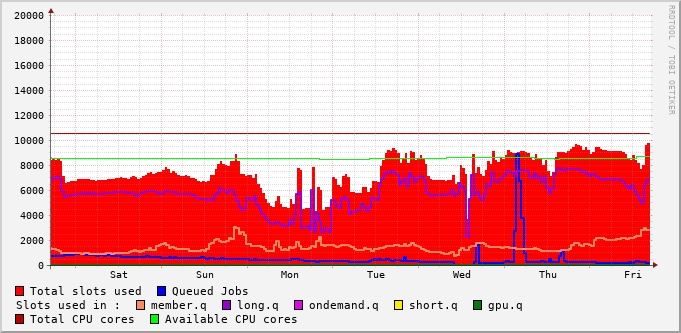 RRDTOOL / TOBI OETIKER
20000
18000
16000
14000
12000
10000
8000
6000
4000
2000
0
Sat Sun Mon Tue Wed Thu Fri
Total slots used Queued Jobs
Slots used in : member.q long.q ondemand.q short.q gpu.q
Total CPU cores Available CPU cores